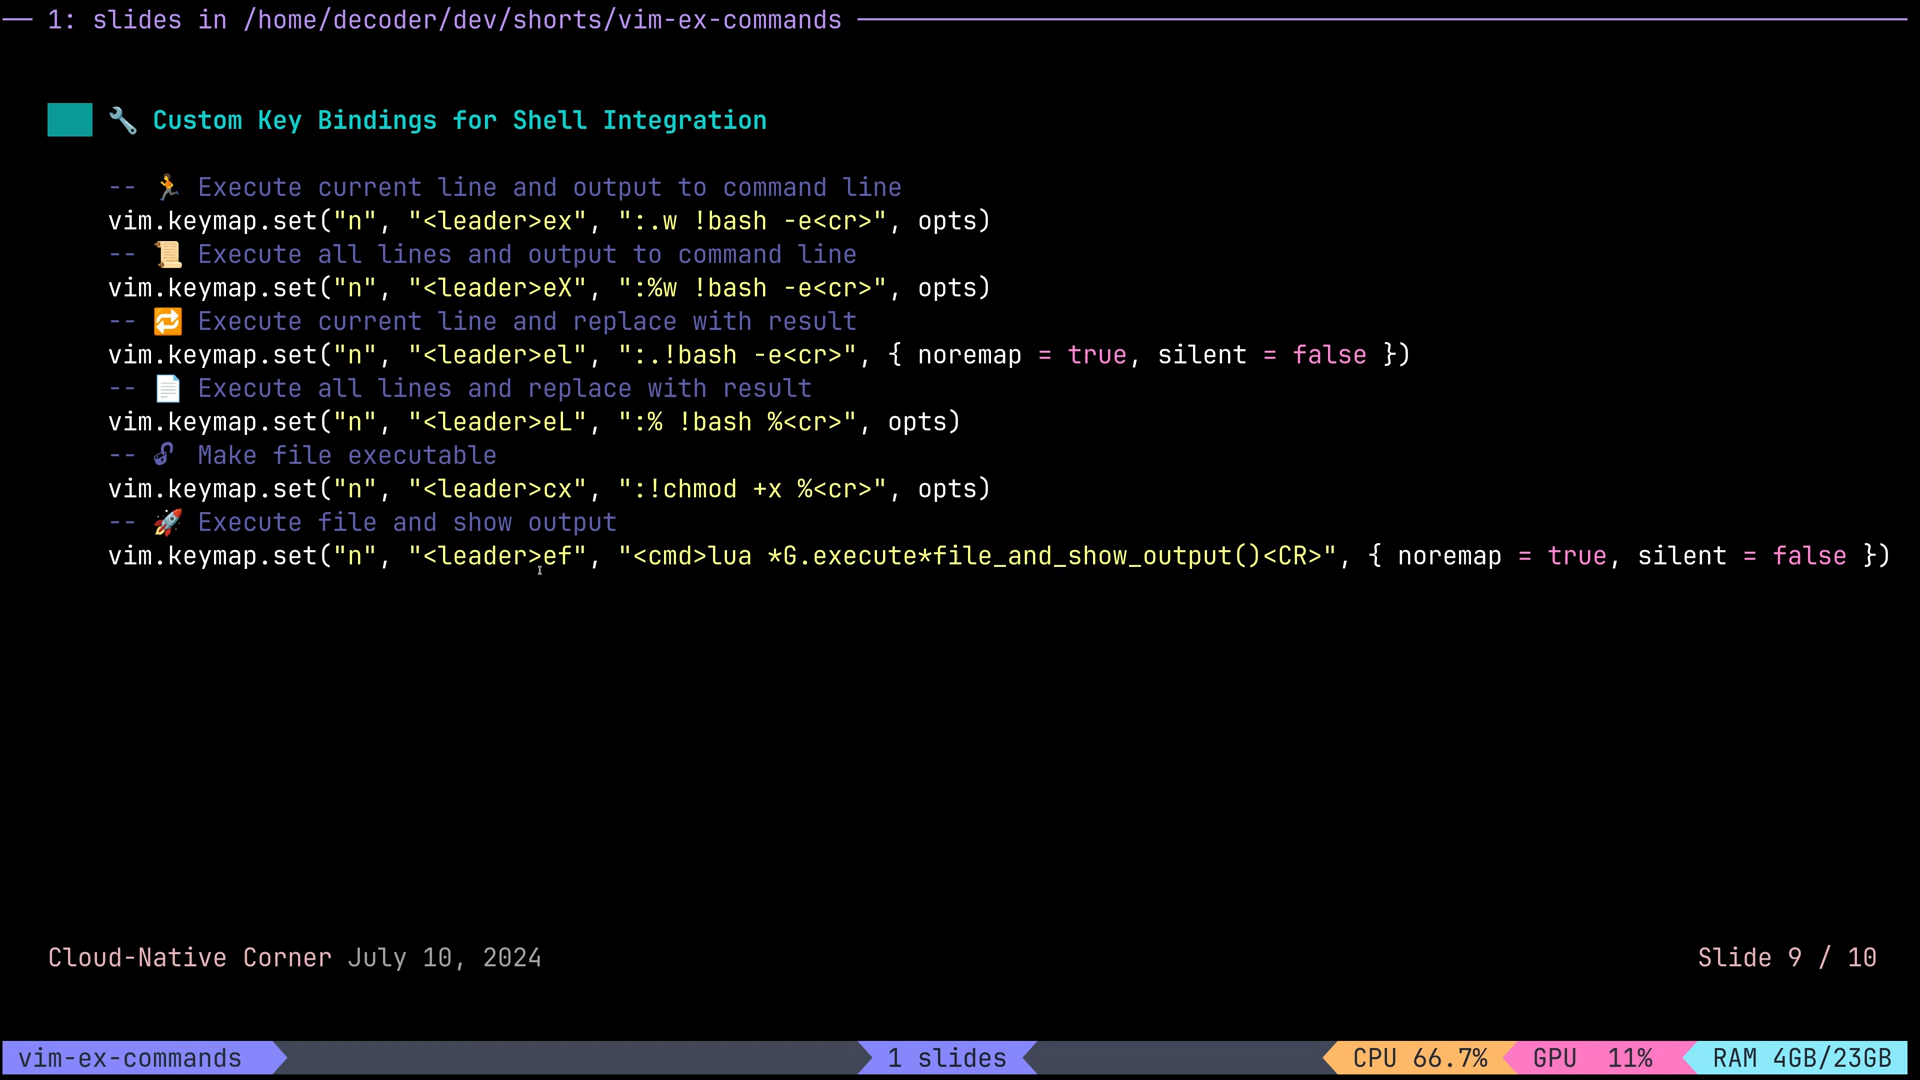 1: slides in /home/decoder/dev/shorts/vim-ex-commands
🔧 Custom Key Bindings for Shell Integration
-- 🏃 Execute current line and output to command line
vim.keymap.set("n", "<leader>ex", ":.w !bash -e<cr>", opts)
-- 📜 Execute all lines and output to command line
vim.keymap.set("n", "<leader>eX", ":%w !bash -e<cr>", opts)
-- 🔁 Execute current line and replace with result
vim.keymap.set("n", "<leader>el", ":.!bash -e<cr>", { noremap = true, silent = false })
-- 📄 Execute all lines and replace with result
vim.keymap.set("n", "<leader>eL", ":% !bash %<cr>", opts)
-- 🔓 Make file executable
vim.keymap.set("n", "<leader>cx", ":!chmod +x %<cr>", opts)
-- 🚀 Execute file and show output
vim.keymap.set("n", "<leader>ef", "<cmd>lua *G.execute*file_and_show_output()<CR>", { noremap = true, silent = false })
Cloud-Native Corner July 10, 2024
Slide 9 / 10
vim-ex-commands
1 slides
CPU 66.7%
GPU 11%
RAM 4GB/23GB